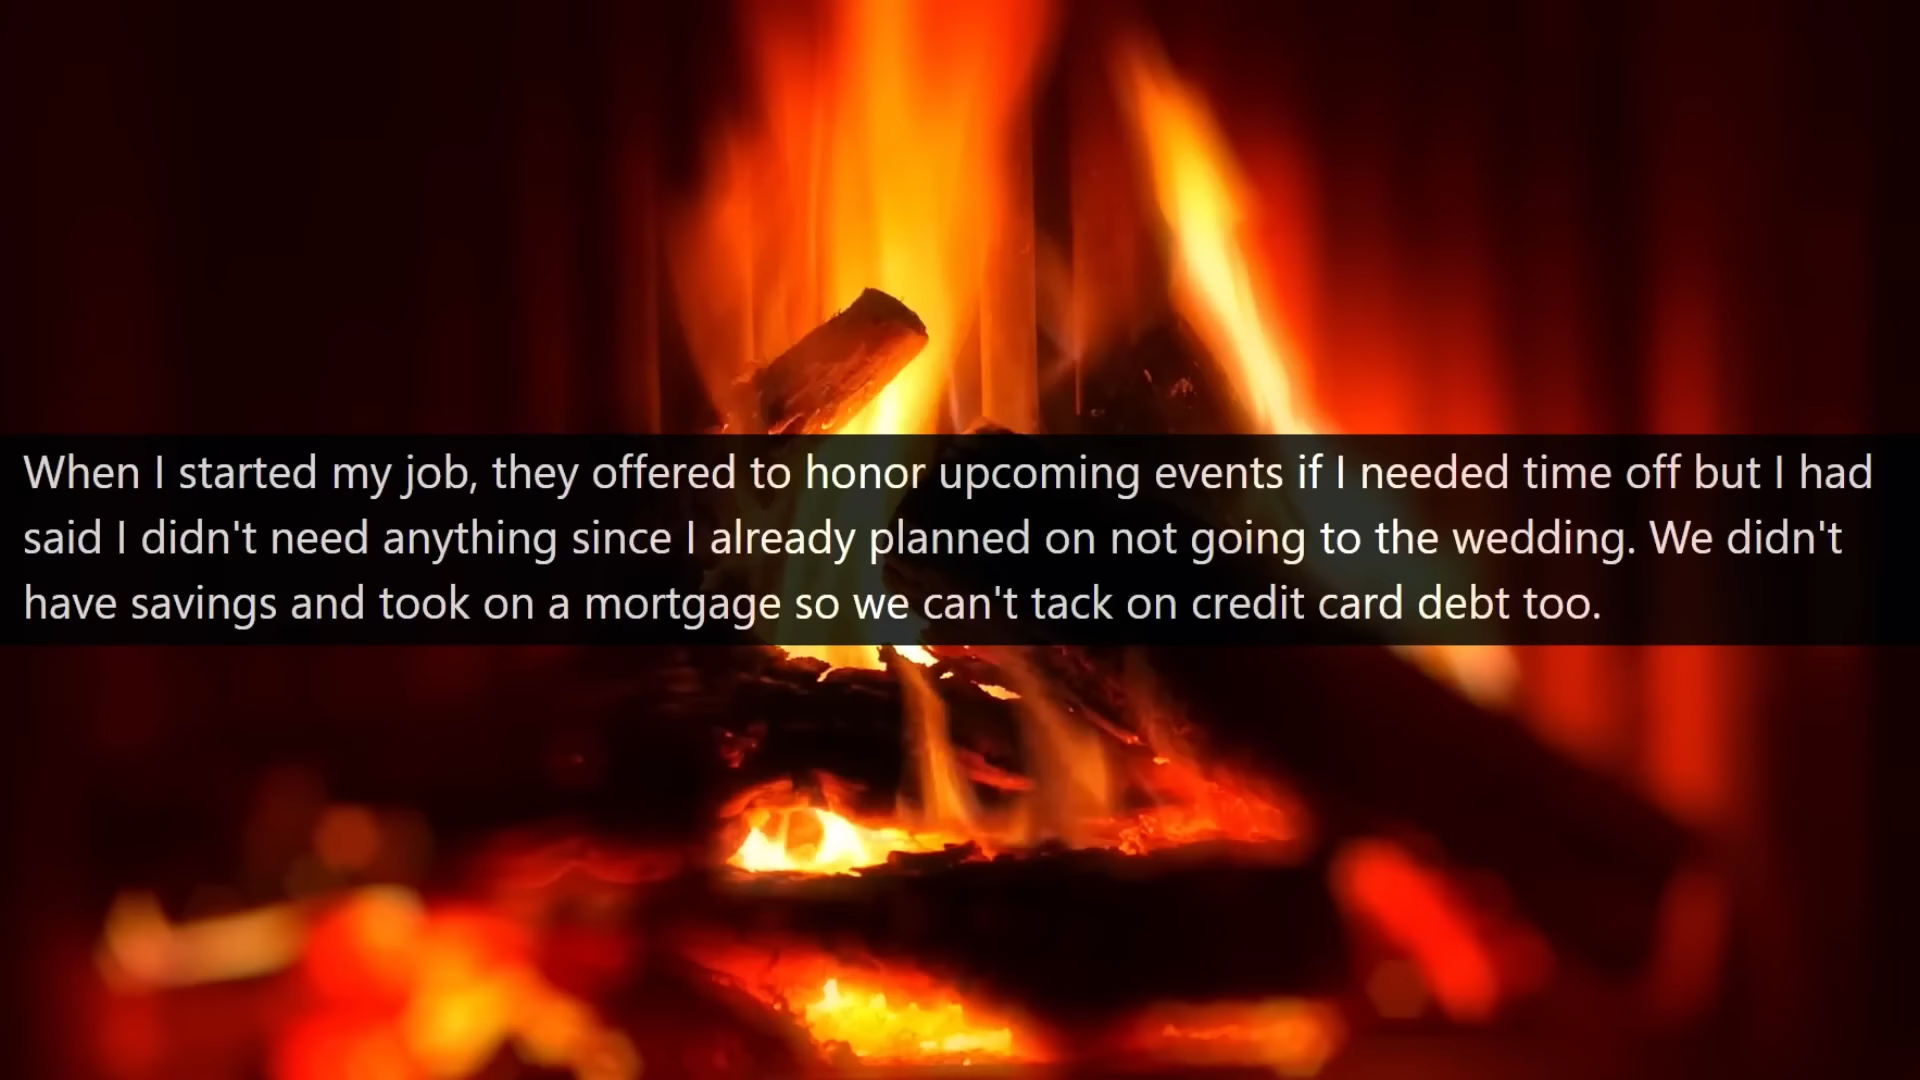 When I started my job, they offered to honor upcoming events if I needed time off but I had
said I didn't need anything since I already planned on not going to the wedding. We didn't
have savings and took on a mortgage so we can't tack on credit card debt too.